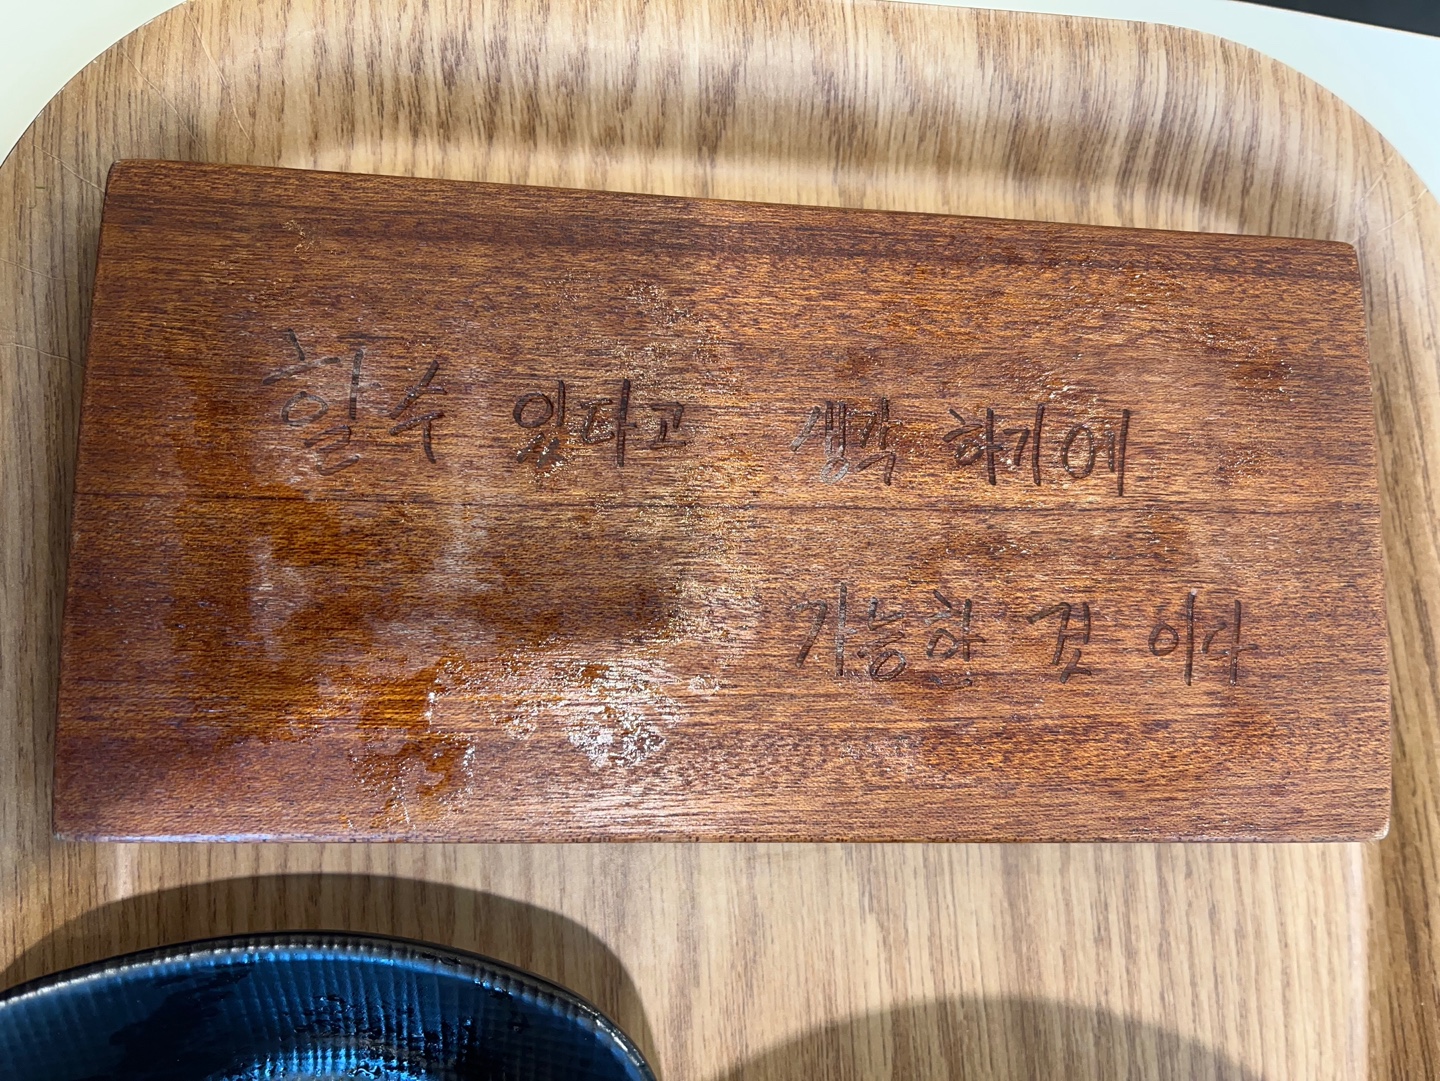 할 수 있다고 생각 하기에
가능한 것 이다